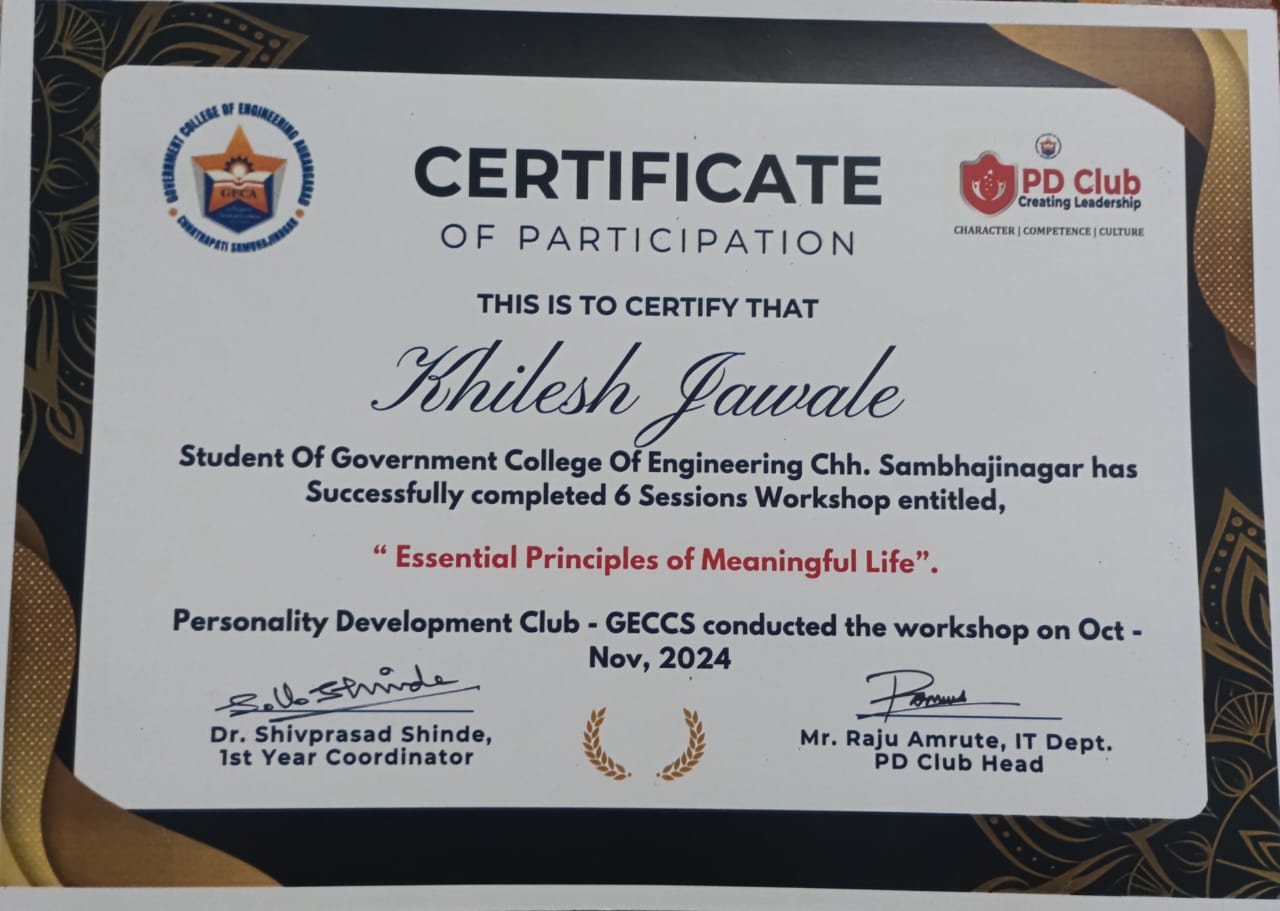 GOVERNMENT COLLEGE OF ENGINEERING AURANGABAD
GECA
CHHATRAPATI SAMBHAJINAGAR
CERTIFICATE
OF PARTICIPATION
PD Club
Creating Leadership
CHARACTER | COMPETENCE | CULTURE
THIS IS TO CERTIFY THAT
Khilesh Jawale
Student Of Government College Of Engineering Chh. Sambhajinagar has
Successfully completed 6 Sessions Workshop entitled,
“ Essential Principles of Meaningful Life”.
Personality Development Club - GECCS conducted the workshop on Oct -
Nov, 2024
Dr. Shivprasad Shinde,
1st Year Coordinator
Mr. Raju Amrute, IT Dept.
PD Club Head